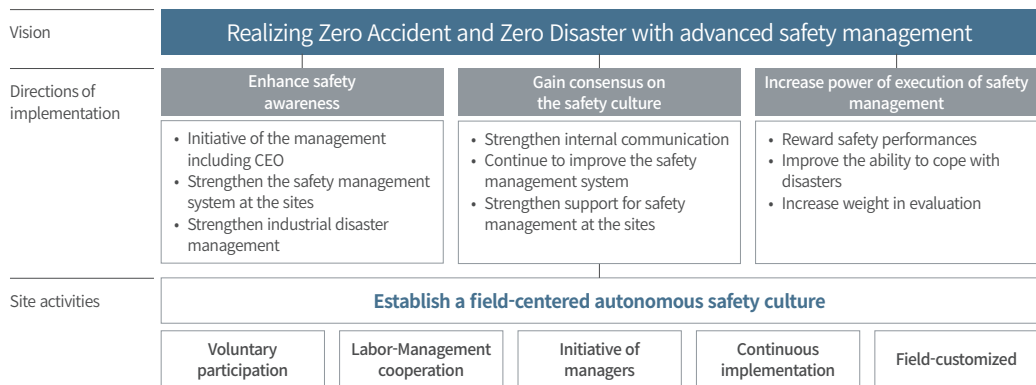 Vision
Realizing Zero Accident and Zero Disaster with advanced safety management
Directions of
implementation
Enhance safety
awareness
• Initiative of the management
including CEO
• Strengthen the safety management
system at the sites
• Strengthen industrial disaster
management
Gain consensus on
the safety culture
• Strengthen internal communication
• Continue to improve the safety
management system
• Strengthen support for safety
management at the sites
Increase power of execution of safety
management
• Reward safety performances
• Improve the ability to cope with
disasters
• Increase weight in evaluation
Site activities
Establish a field-centered autonomous safety culture
Voluntary
participation
Labor-Management
cooperation
Initiative of
managers
Continuous
implementation
Field-customized